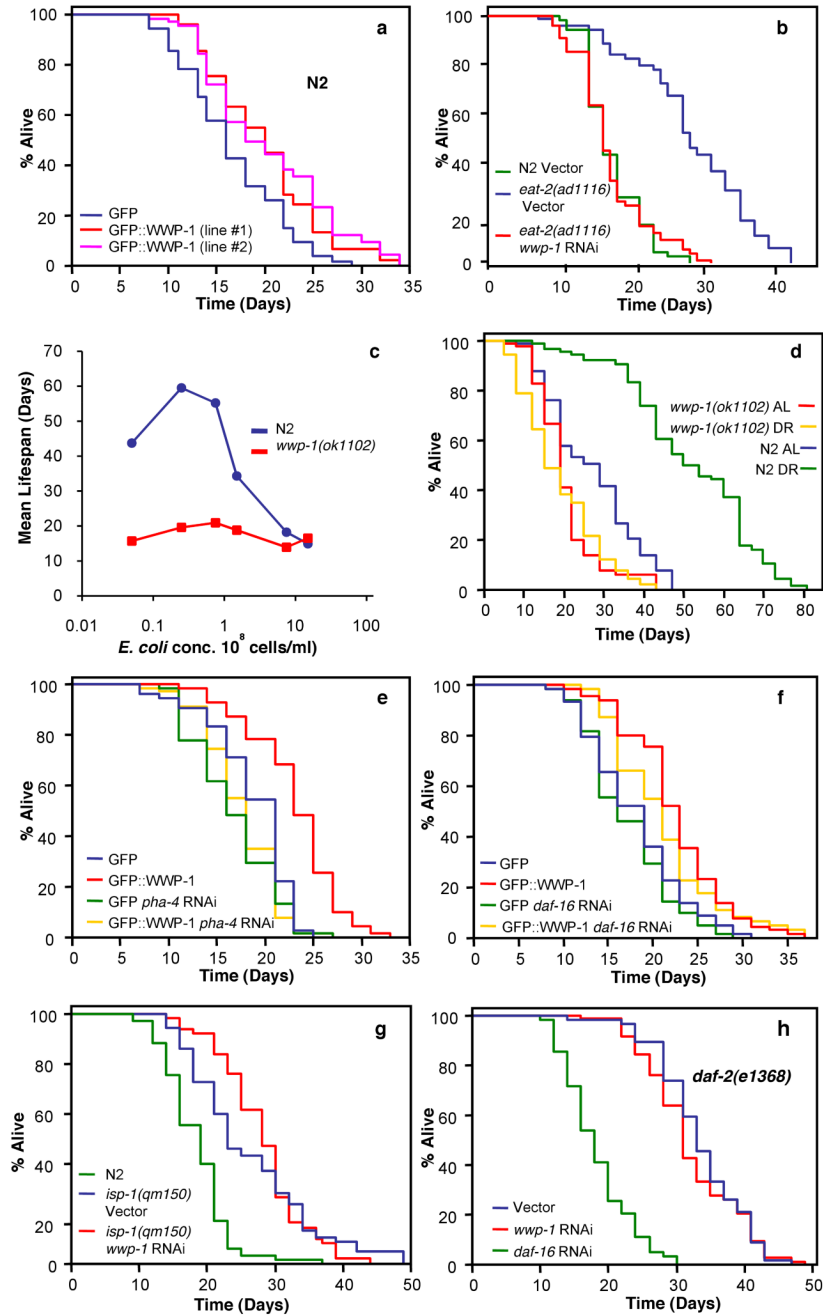 a
N2
% Alive
100
80
60
40
20
0
GFP
GFP::WWP-1 (line #1)
GFP::WWP-1 (line #2)
0 5 10 15 20 25 30 35
Time (Days)
b
% Alive
100
80
60
40
20
0
N2 Vector
eat-2(ad1116)
Vector
eat-2(ad1116)
wwp-1 RNAi
0 10 20 30 40
Time (Days)
c
Mean Lifespan (Days)
70
60
50
40
30
20
10
0
N2
wwp-1(ok1102)
0.01 0.1 1 10 100
E. coli conc. 10^8 cells/ml)
d
% Alive
100
80
60
40
20
0
wwp-1(ok1102) AL
wwp-1(ok1102) DR
N2 AL
N2 DR
0 10 20 30 40 50 60 70 80
Time (Days)
e
% Alive
100
80
60
40
20
0
GFP
GFP::WWP-1
GFP pha-4 RNAi
GFP::WWP-1 pha-4 RNAi
0 5 10 15 20 25 30 35
Time (Days)
f
% Alive
100
80
60
40
20
0
GFP
GFP::WWP-1
GFP daf-16 RNAi
GFP::WWP-1 daf-16 RNAi
0 5 10 15 20 25 30 35
Time (Days)
g
% Alive
100
80
60
40
20
0
N2
isp-1(qm150)
Vector
isp-1(qm150)
wwp-1 RNAi
0 10 20 30 40 50
Time (Days)
h
daf-2(e1368)
% Alive
100
80
60
40
20
0
Vector
wwp-1 RNAi
daf-16 RNAi
0 10 20 30 40 50
Time (Days)